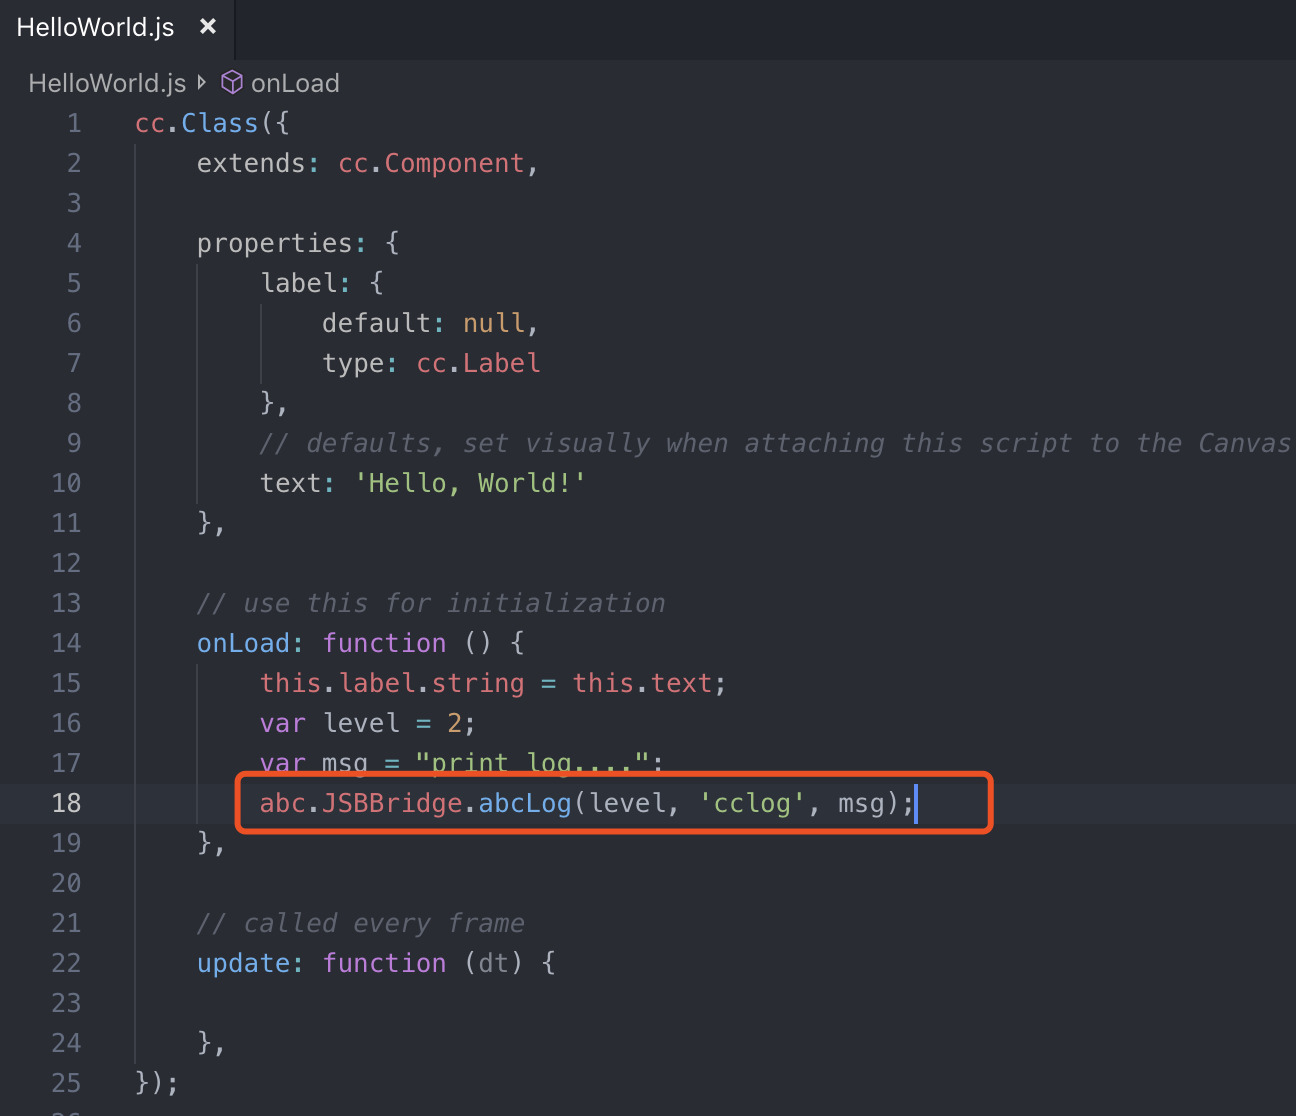 HelloWorld.js ×
HelloWorld.js onLoad
1 cc.Class({
2     extends: cc.Component,
3
4     properties: {
5         label: {
6             default: null,
7             type: cc.Label
8         },
9         // defaults, set visually when attaching this script to the Canvas
10         text: 'Hello, World!'
11     },
12
13     // use this for initialization
14     onLoad: function () {
15         this.label.string = this.text;
16         var level = 2;
17         var msg = "print log....";
18         abc.JSBBridge.abcLog(level, 'cclog', msg);
19     },
20
21     // called every frame
22     update: function (dt) {
23
24     },
25 });